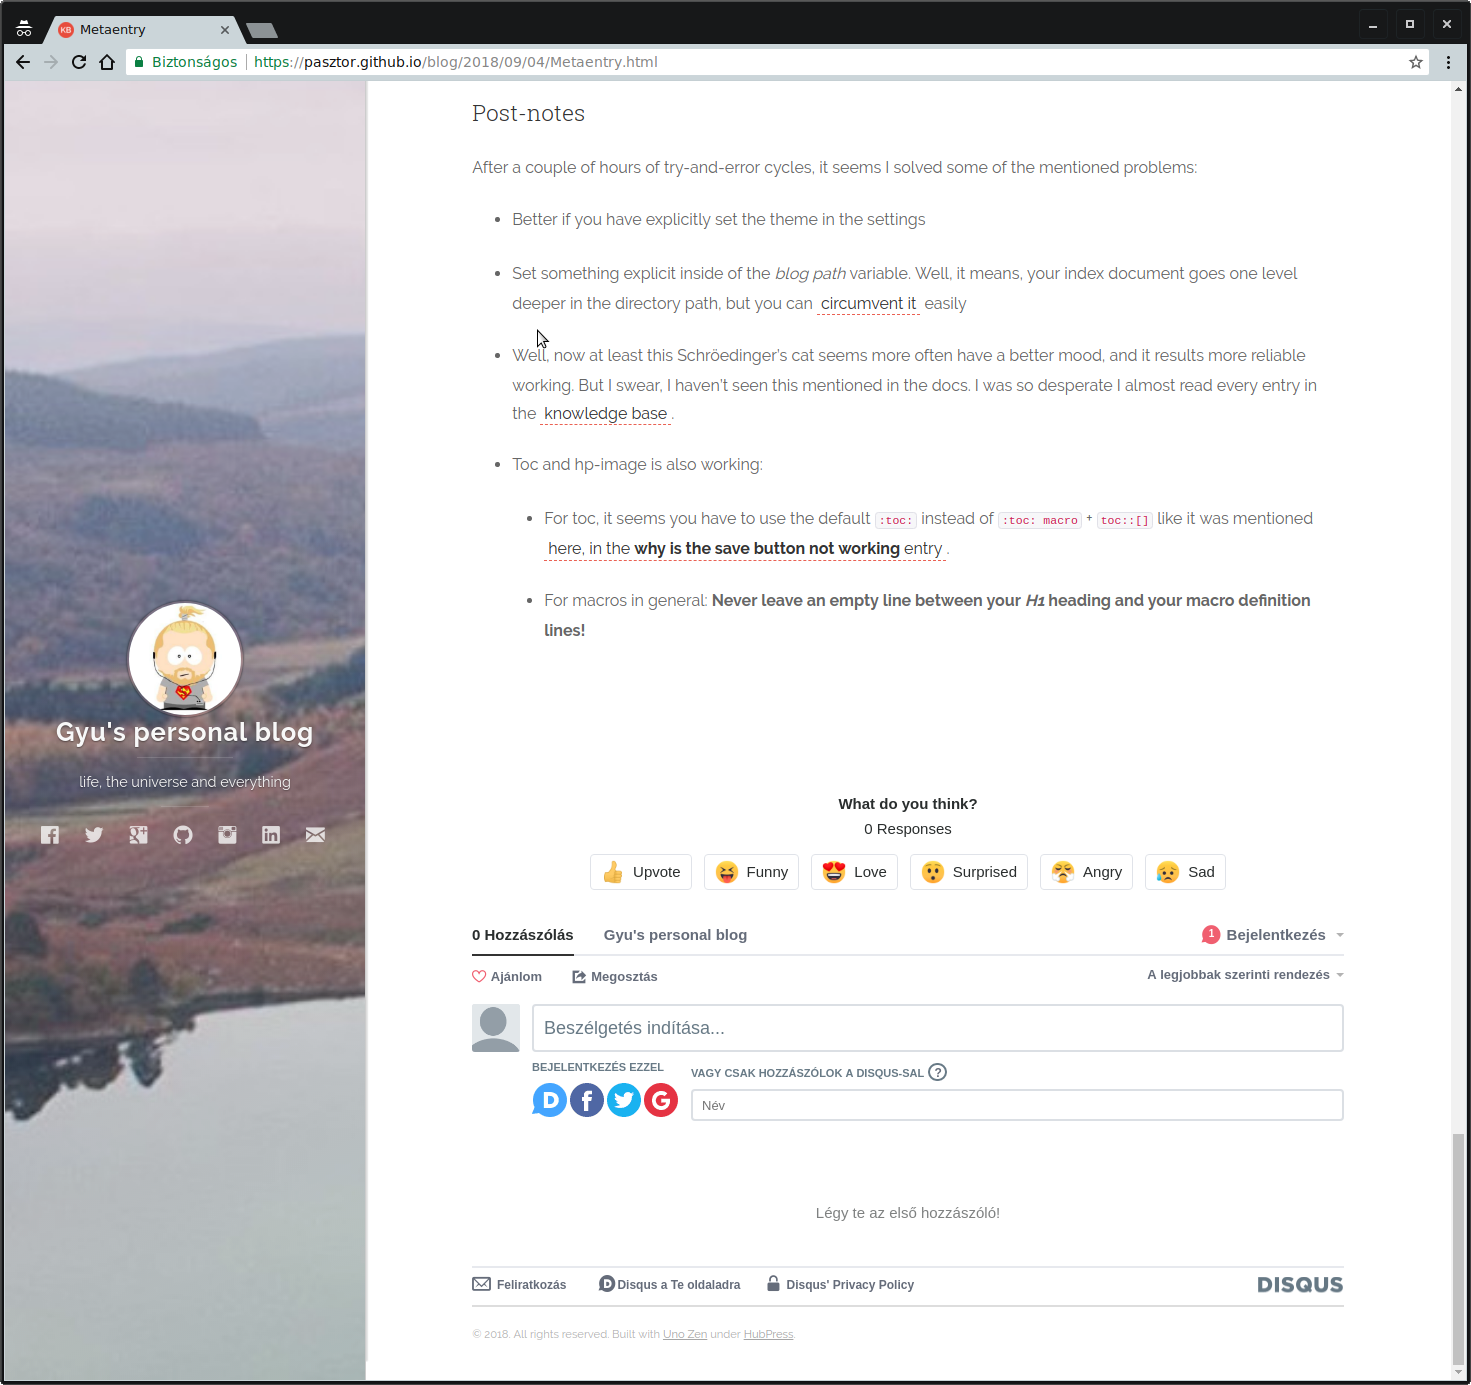 KB Metaentry
Biztonságos https://pasztor.github.io/blog/2018/09/04/Metaentry.html
Post-notes
After a couple of hours of try-and-error cycles, it seems I solved some of the mentioned problems:
Better if you have explicitly set the theme in the settings
Set something explicit inside of the blog path variable. Well, it means, your index document goes one level
deeper in the directory path, but you can circumvent it easily
Well, now at least this Schröedinger's cat seems more often have a better mood, and it results more reliable
working. But I swear, I haven't seen this mentioned in the docs. I was so desperate I almost read every entry in
the knowledge base .
Toc and hp-image is also working:
For toc, it seems you have to use the default :toc: instead of :toc: macro + toc::[] like it was mentioned
here, in the why is the save button not working entry .
For macros in general: Never leave an empty line between your H1 heading and your macro definition
lines!
Gyu's personal blog
life, the universe and everything
What do you think?
0 Responses
Upvote Funny Love Surprised Angry Sad
0 Hozzászólás Gyu's personal blog 1 Bejelentkezés
Ajánlom Megosztás A legjobbak szerinti rendezés
Beszélgetés indítása...
BEJELENTKEZÉS EZZEL
VAGY CSAK HOZZÁSZÓLOK A DISQUS-SAL ?
Név
Légy te az első hozzászóló!
Feliratkozás Disqus a Te oldaladra Disqus' Privacy Policy DISQUS
© 2018. All rights reserved. Built with Uno Zen under HubPress.